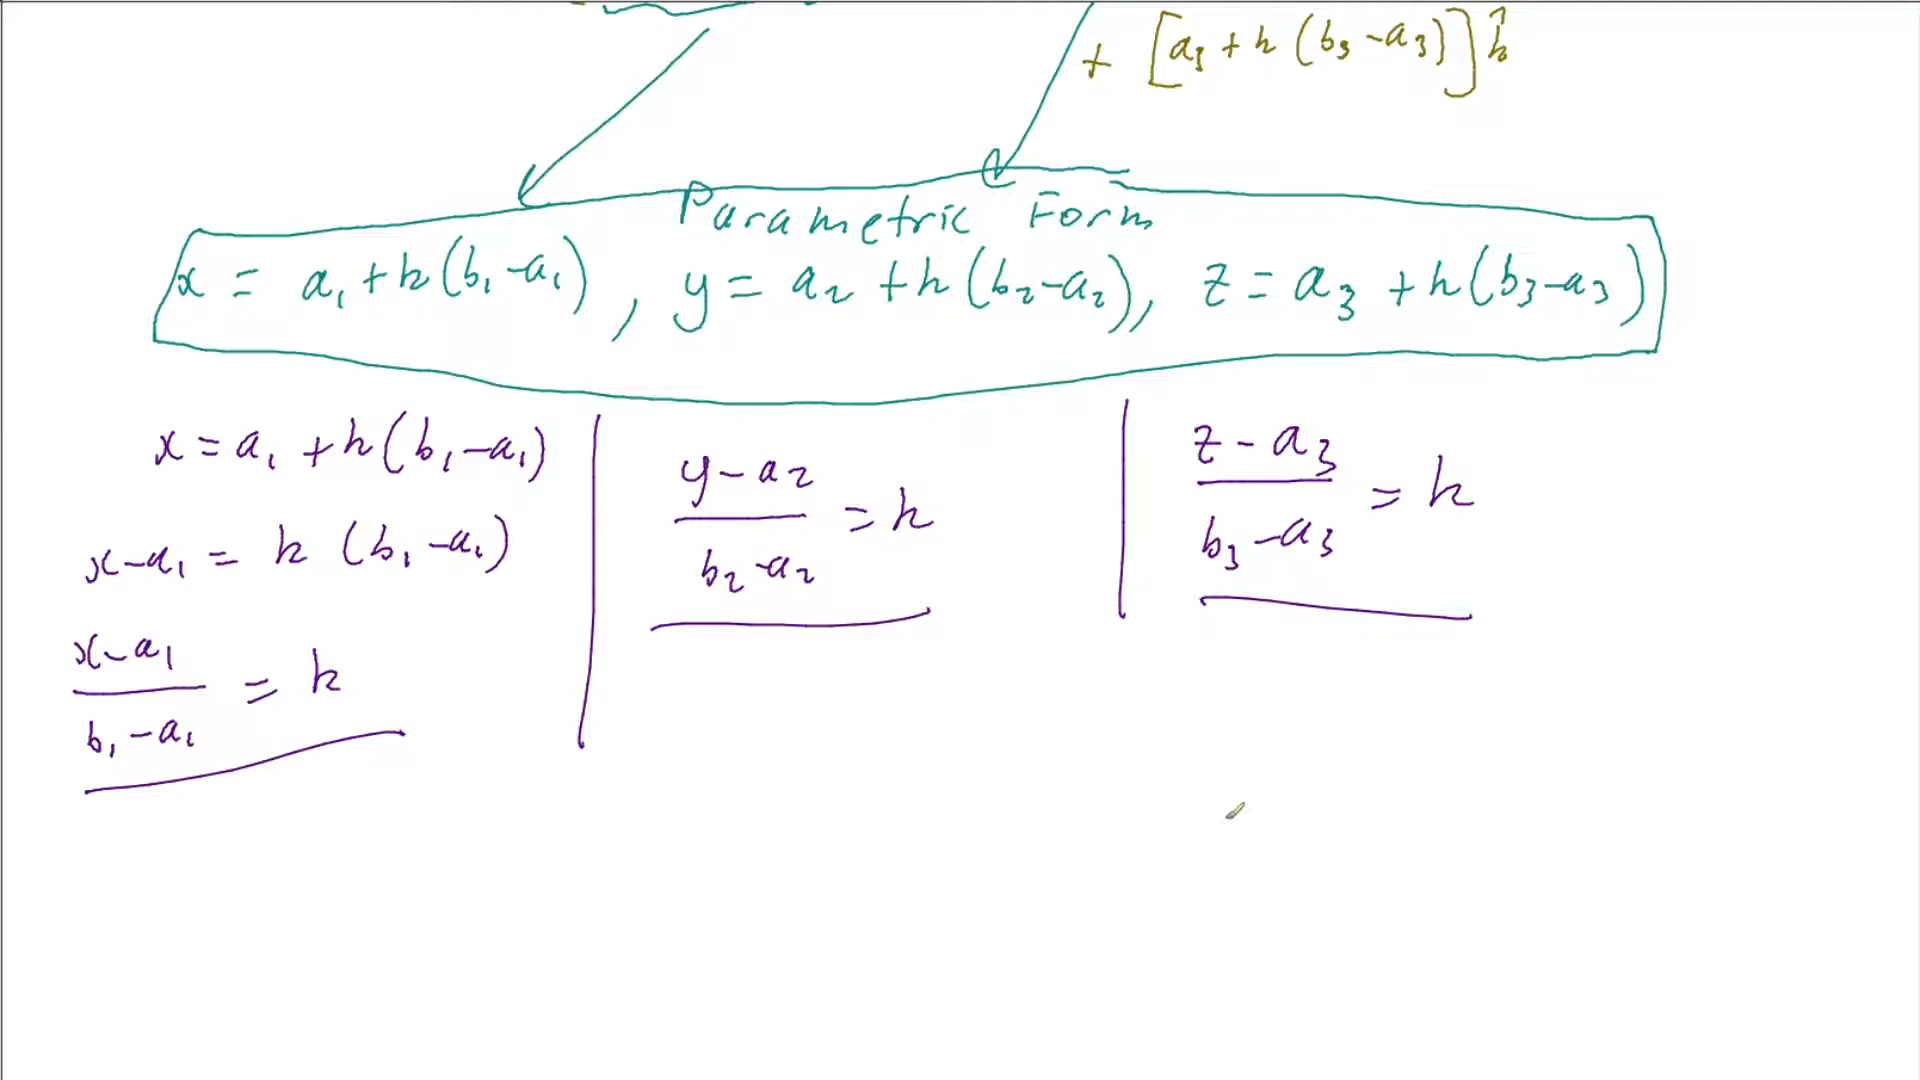 + [a₃ + k (b₃ - a₃)] k̂
Parametric Form
x = a₁ + k(b₁ - a₁), y = a₂ + k(b₂ - a₂), z = a₃ + k(b₃ - a₃)
x = a₁ + k(b₁ - a₁)
x - a₁ = k (b₁ - a₁)
x - a₁
b₁ - a₁ = k
y - a₂
b₂ - a₂ = k
z - a₃
b₃ - a₃ = k